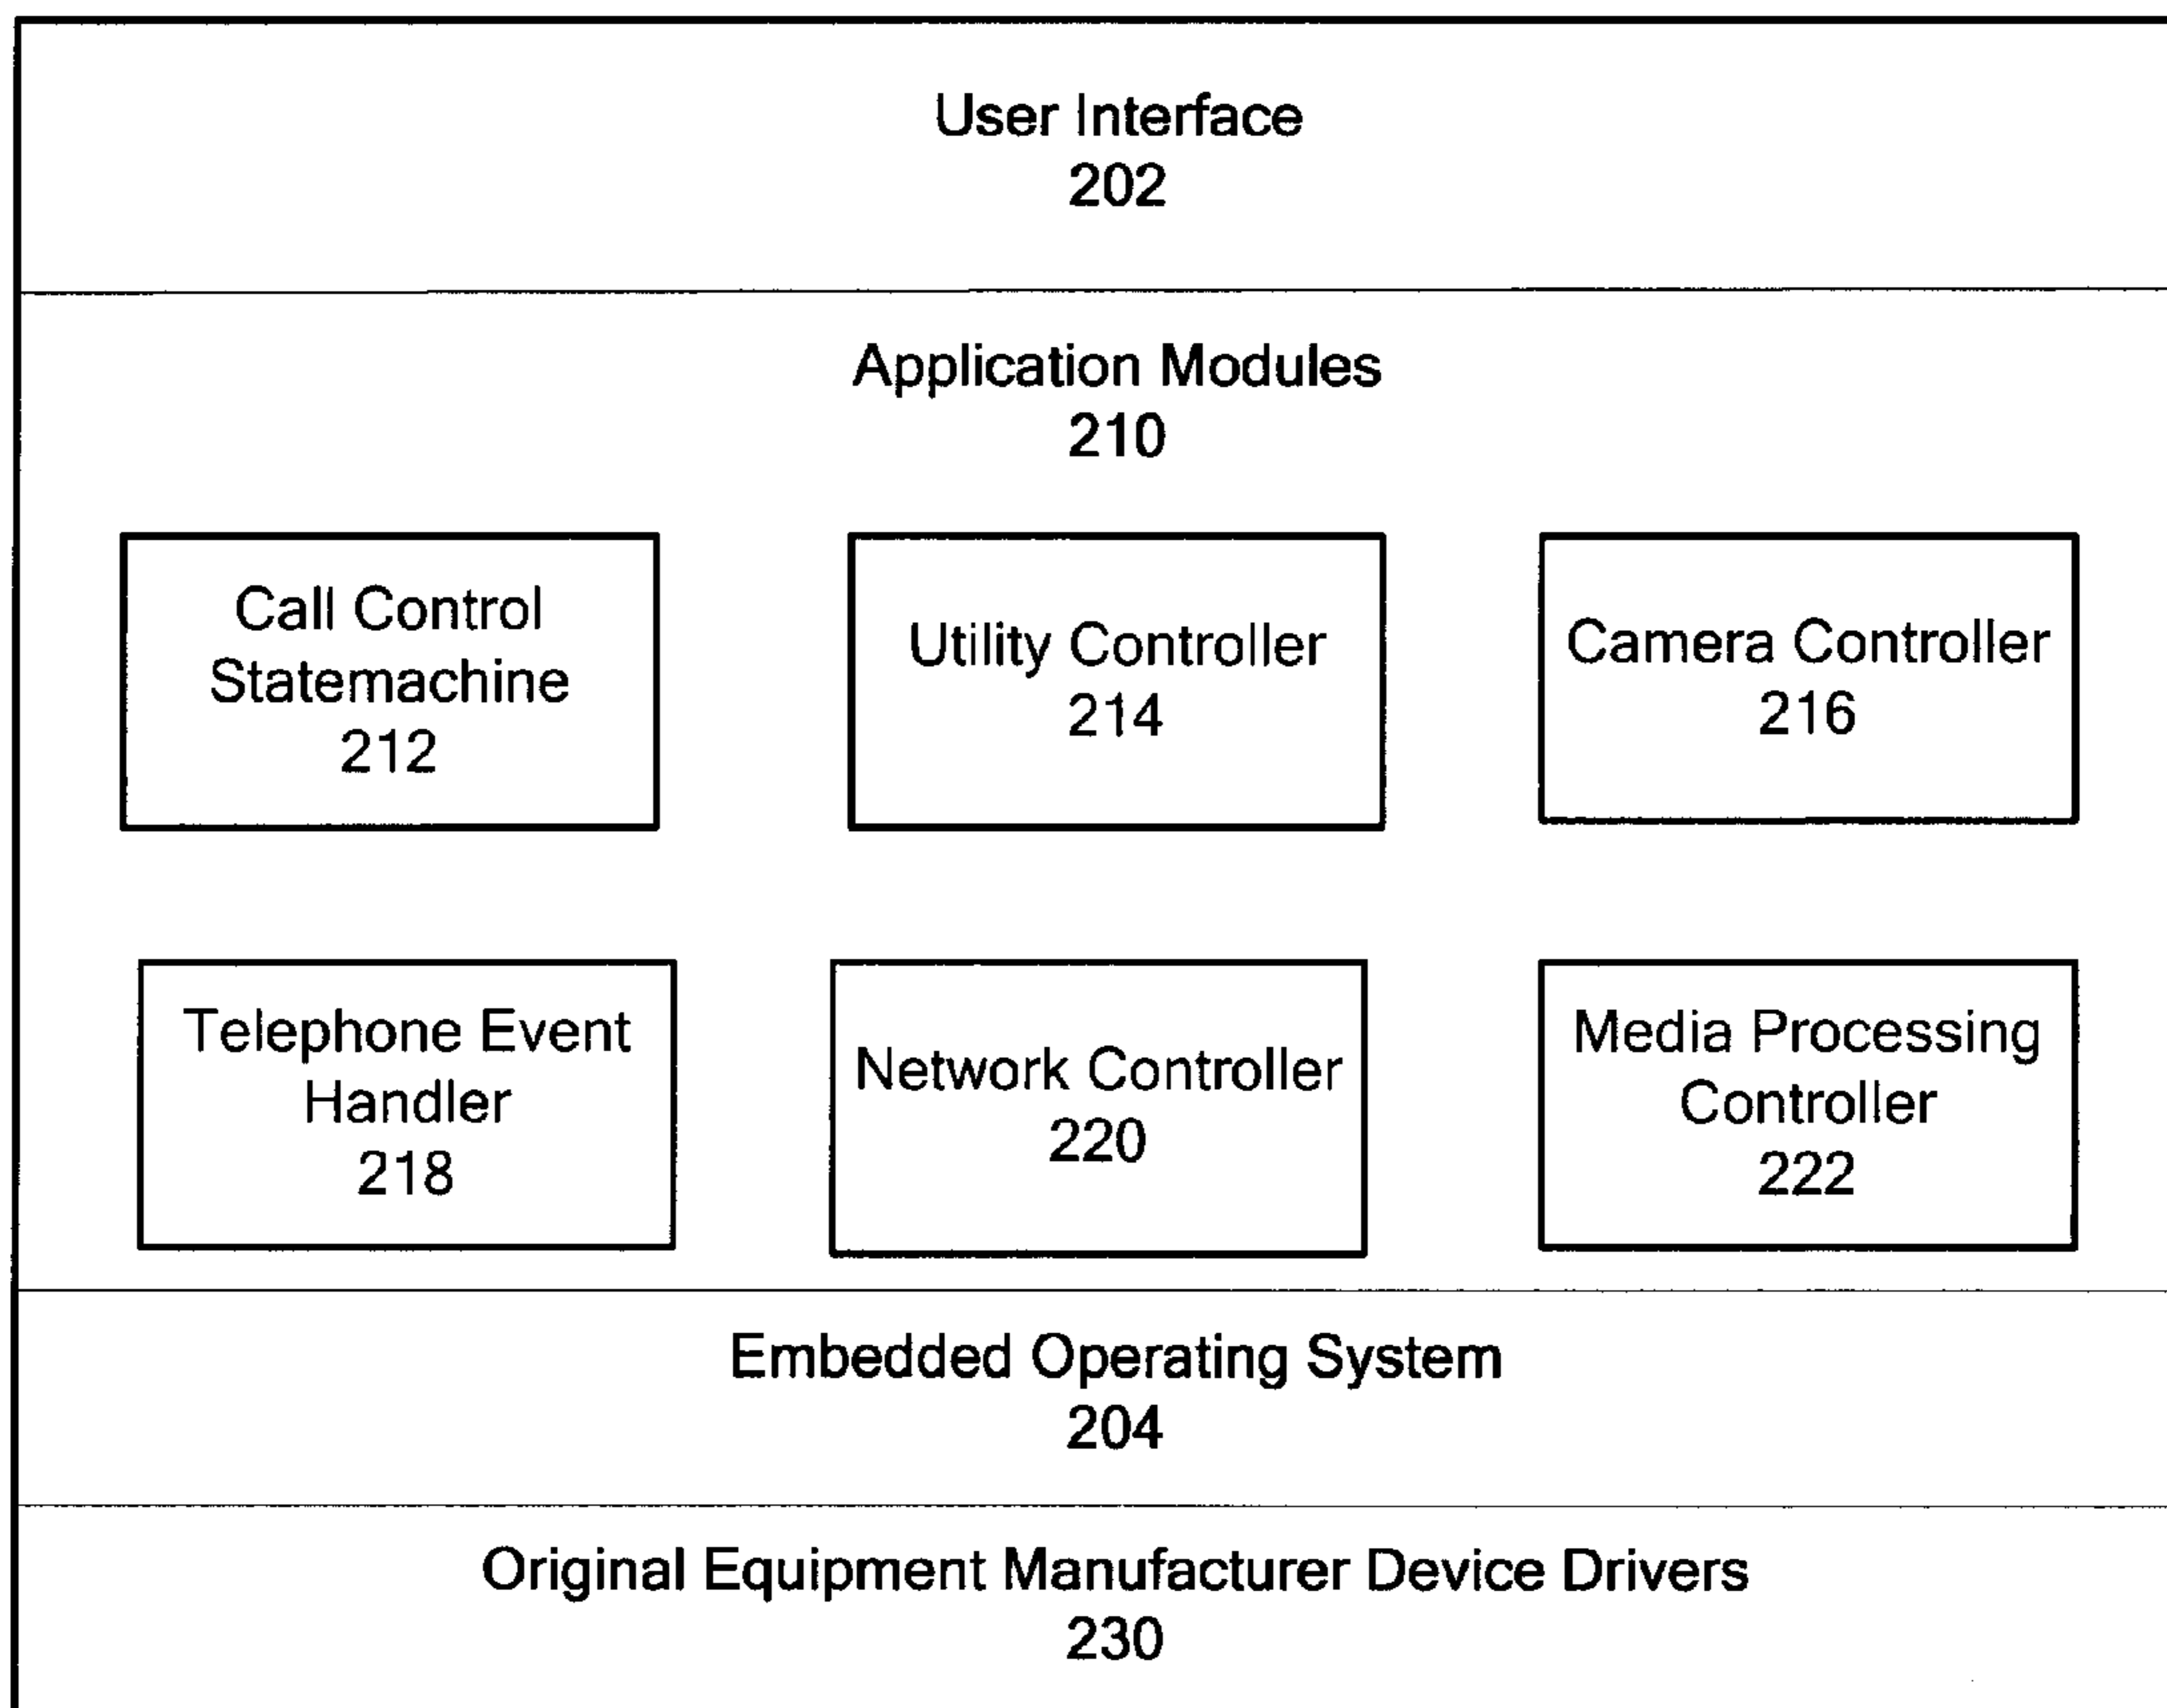 User Interface
202
Application Modules
210
Call Control
Statemachine
212
Utility Controller
214
Camera Controller
216
Telephone Event
Handler
218
Network Controller
220
Media Processing
Controller
222
Embedded Operating System
204
Original Equipment Manufacturer Device Drivers
230